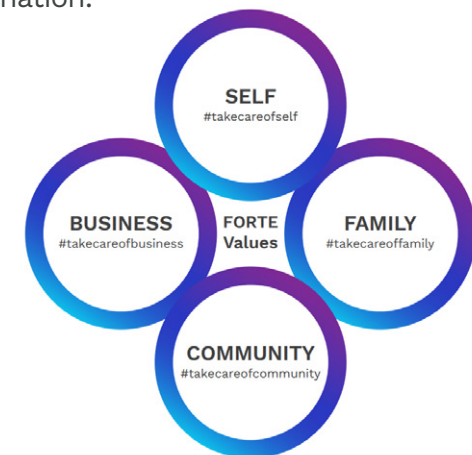 nation.
SELF
#takecareofself
BUSINESS
#takecareofbusiness
FORTE
Values
FAMILY
#takecareoffamily
COMMUNITY
#takecareofcommunity